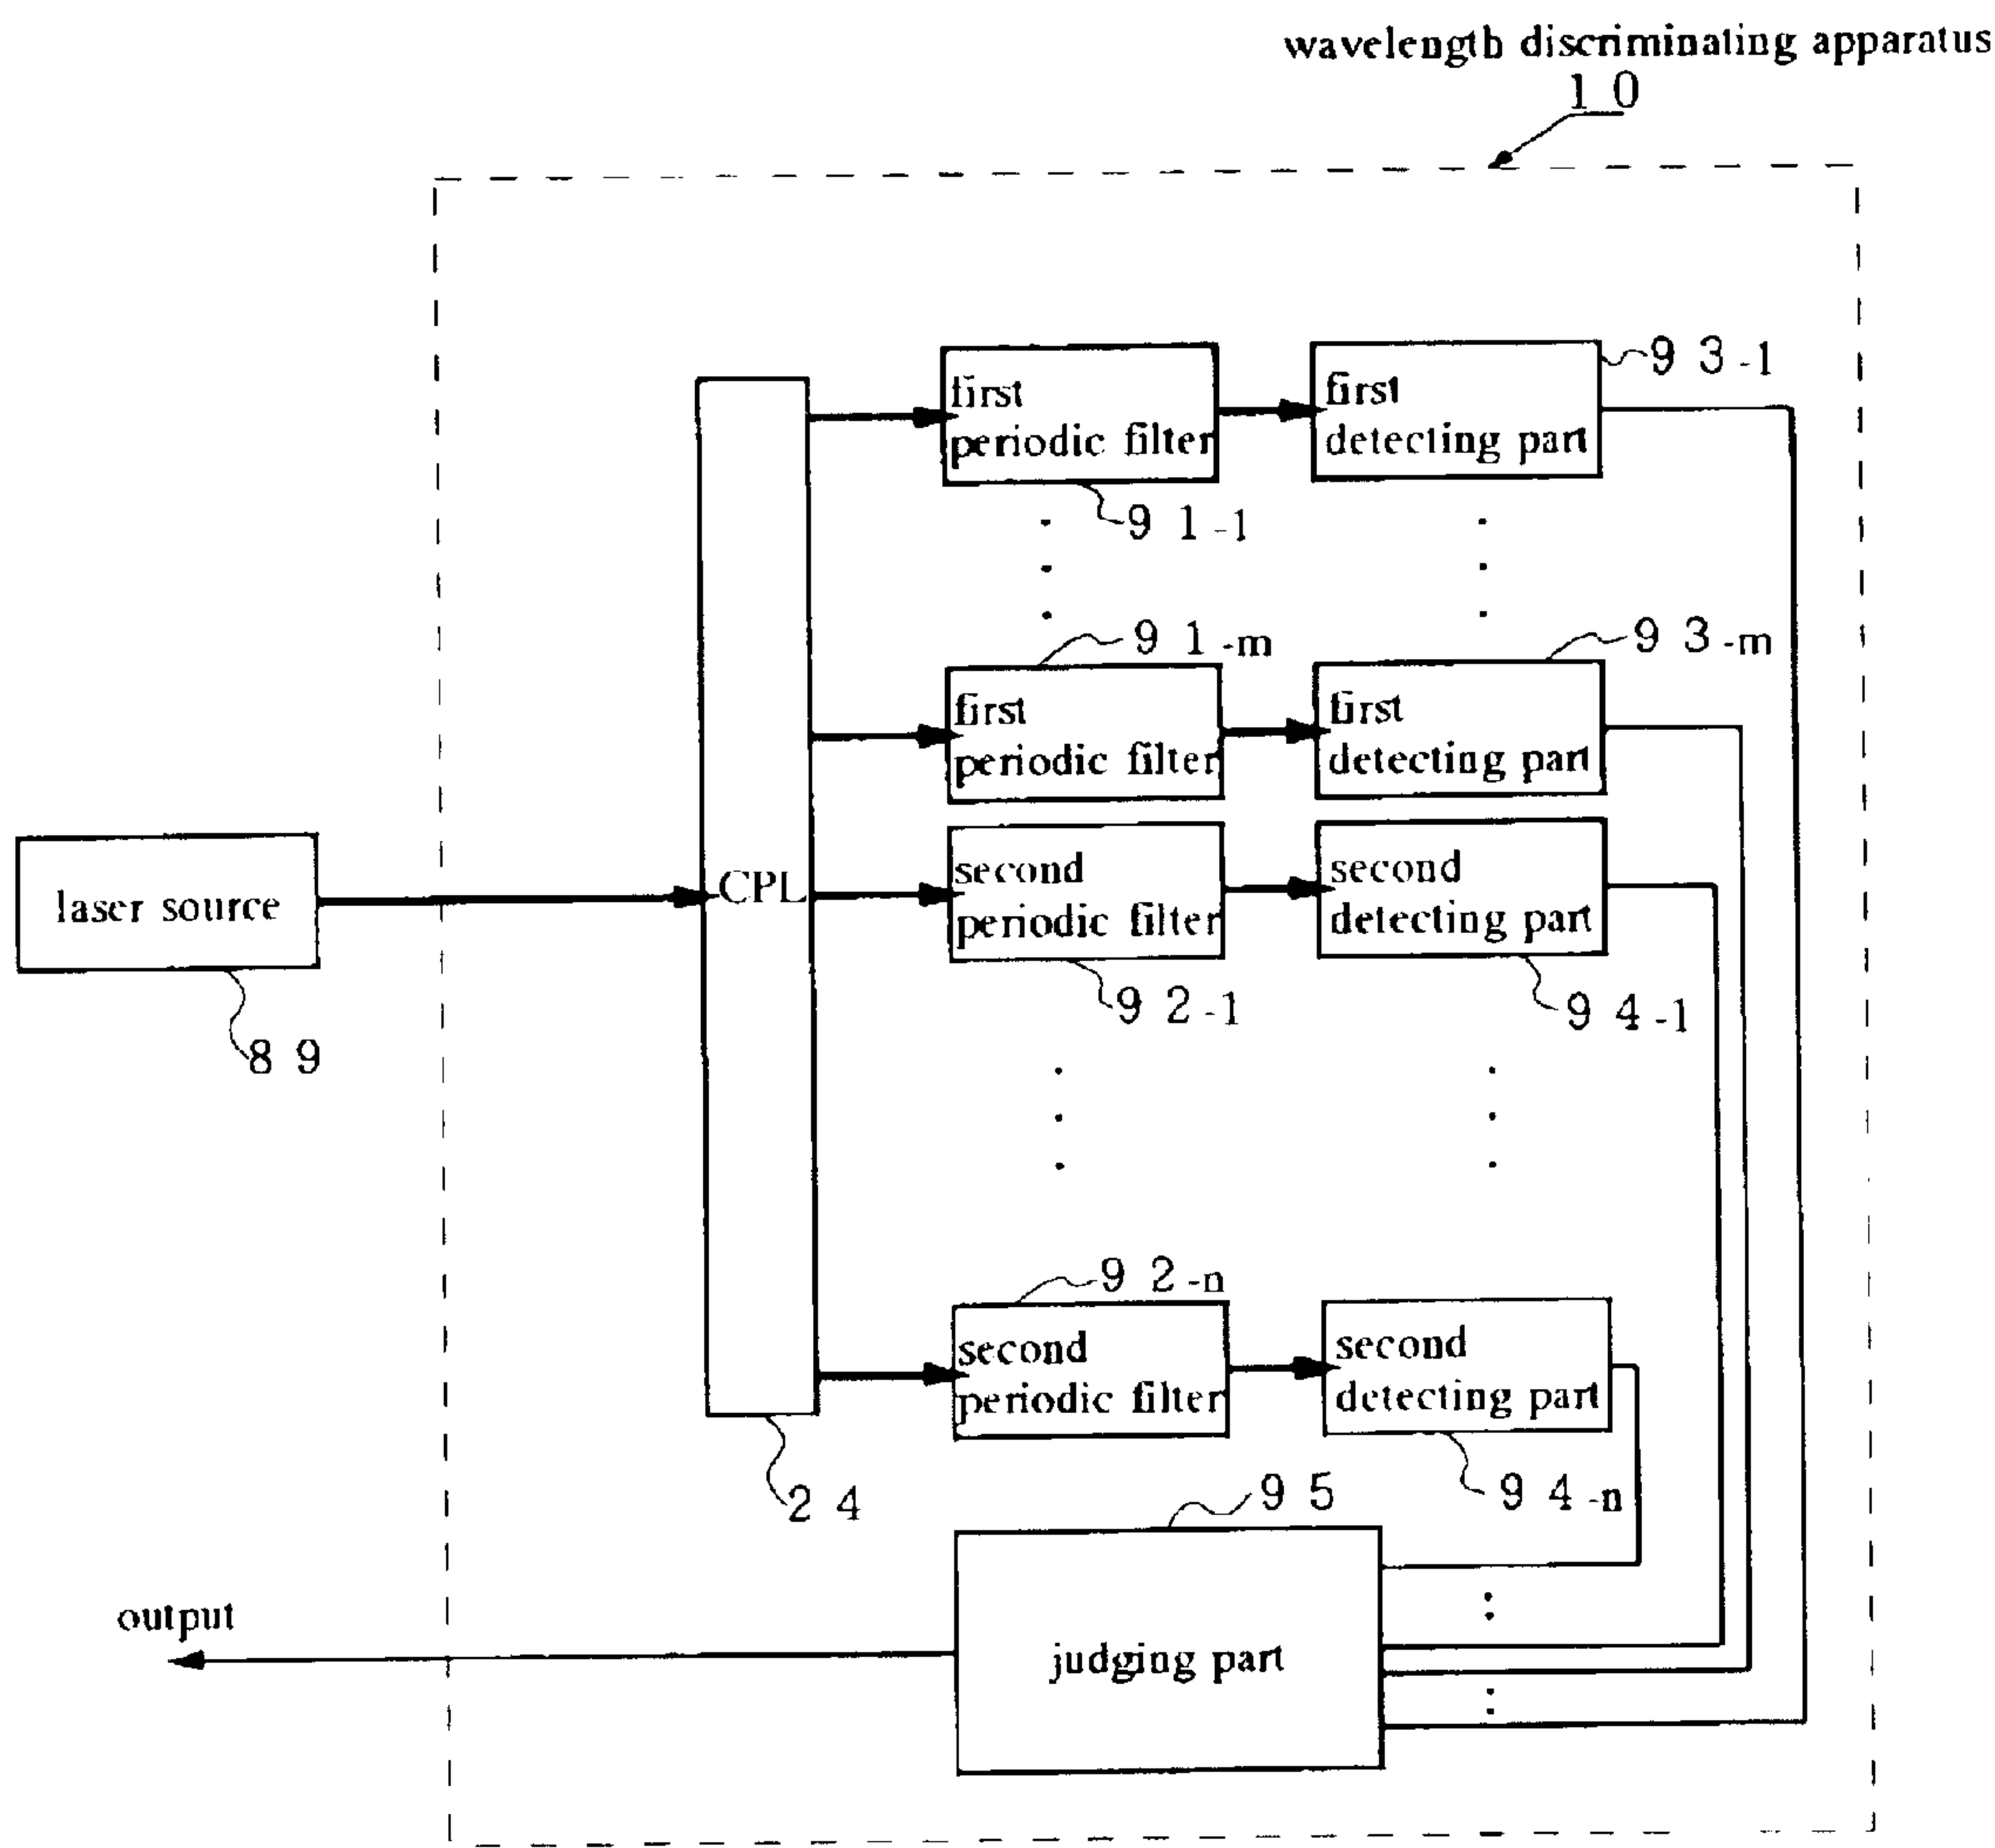 wavelength discriminating apparatus
10
first
periodic filter
first
detecting part
93-1
91-1
91-m
93-m
first
periodic filter
first
detecting part
laser source
CPL
second
periodic filter
second
detecting part
92-1
94-1
89
92-n
second
periodic filter
second
detecting part
24
95
94-n
output
judging part